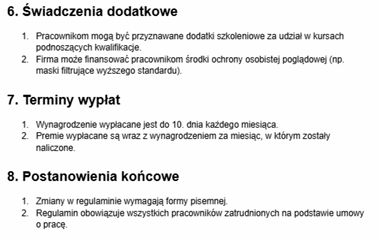 6. Świadczenia dodatkowe
1. Pracownikom mogą być przyznawane dodatki szkoleniowe za udział w kursach
podnoszących kwalifikacje.
2. Firma może finansować pracownikom środki ochrony osobistej poglądowej (np.
maski filtrujące wyższego standardu).
7. Terminy wypłat
1. Wynagrodzenie wypłacane jest do 10. dnia każdego miesiąca.
2. Premie wypłacane są wraz z wynagrodzeniem za miesiąc, w którym zostały
naliczone.
8. Postanowienia końcowe
1. Zmiany w regulaminie wymagają formy pisemnej.
2. Regulamin obowiązuje wszystkich pracowników zatrudnionych na podstawie umowy
o pracę.